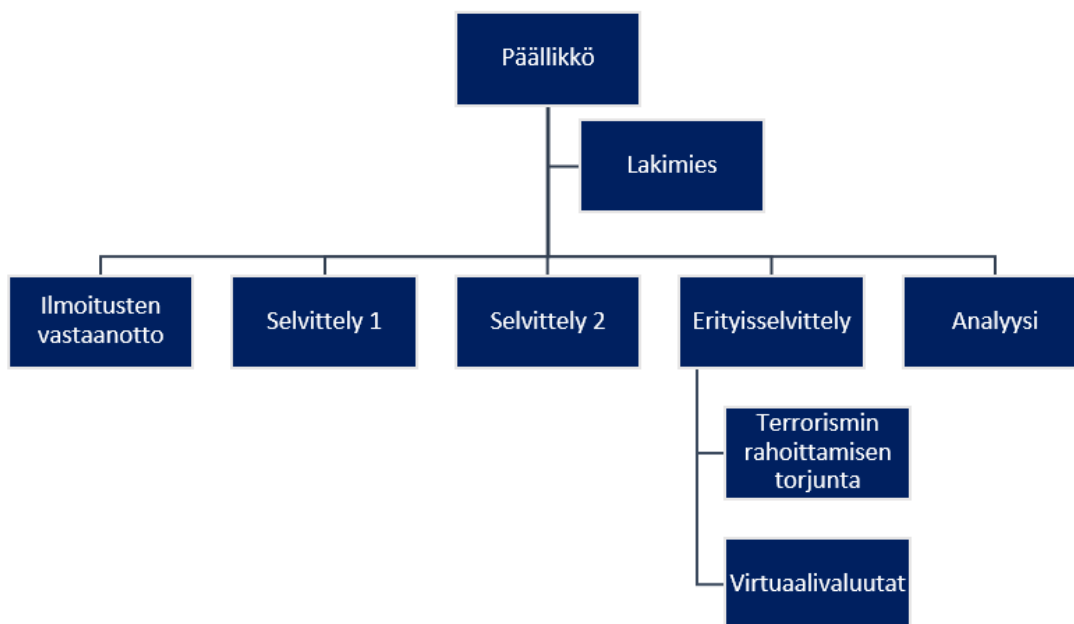 Päällikkö
Lakimies
Ilmoitusten
vastaanotto
Selvittely 1
Selvittely 2
Erityisselvittely
Analyysi
Terrorismin
rahoittamisen
torjunta
Virtuaalivaluutat